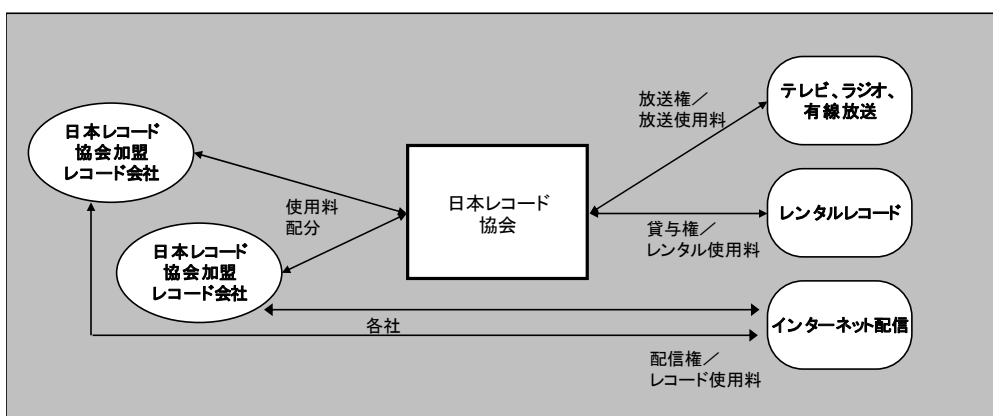 日本レコード
協会加盟
レコード会社
日本レコード
協会加盟
レコード会社
使用料
配分
各社
日本レコード
協会
放送権／
放送使用料
貸与権／
レンタル使用料
配信権／
レコード使用料
テレビ、ラジオ、
有線放送
レンタルレコード
インターネット配信